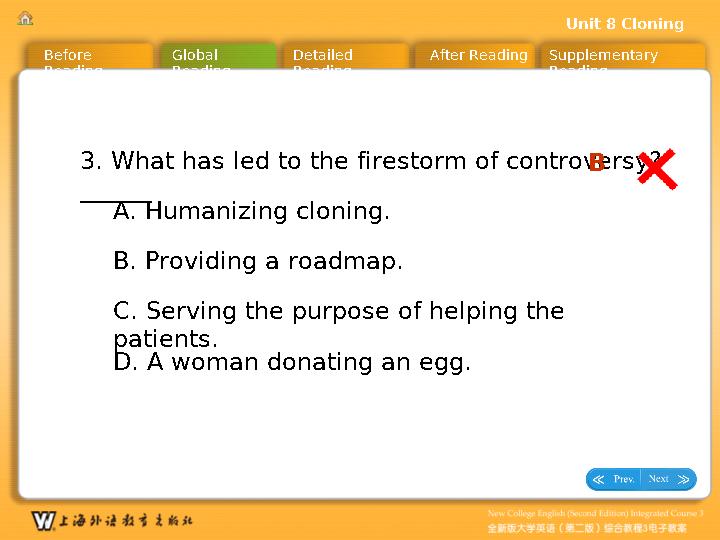 Unit 8 Cloning
Before Reading
Global Reading
Detailed Reading
After Reading
Supplementary Reading
3. What has led to the firestorm of controversy?
______
B
A. Humanizing cloning.
B. Providing a roadmap.
C. Serving the purpose of helping the
patients.
D. A woman donating an egg.
Prev. Next
New College English (Second Edition) Integrated Course 3
上海外语教育出版社
全新版大学英语（第二版）综合教程3电子教案